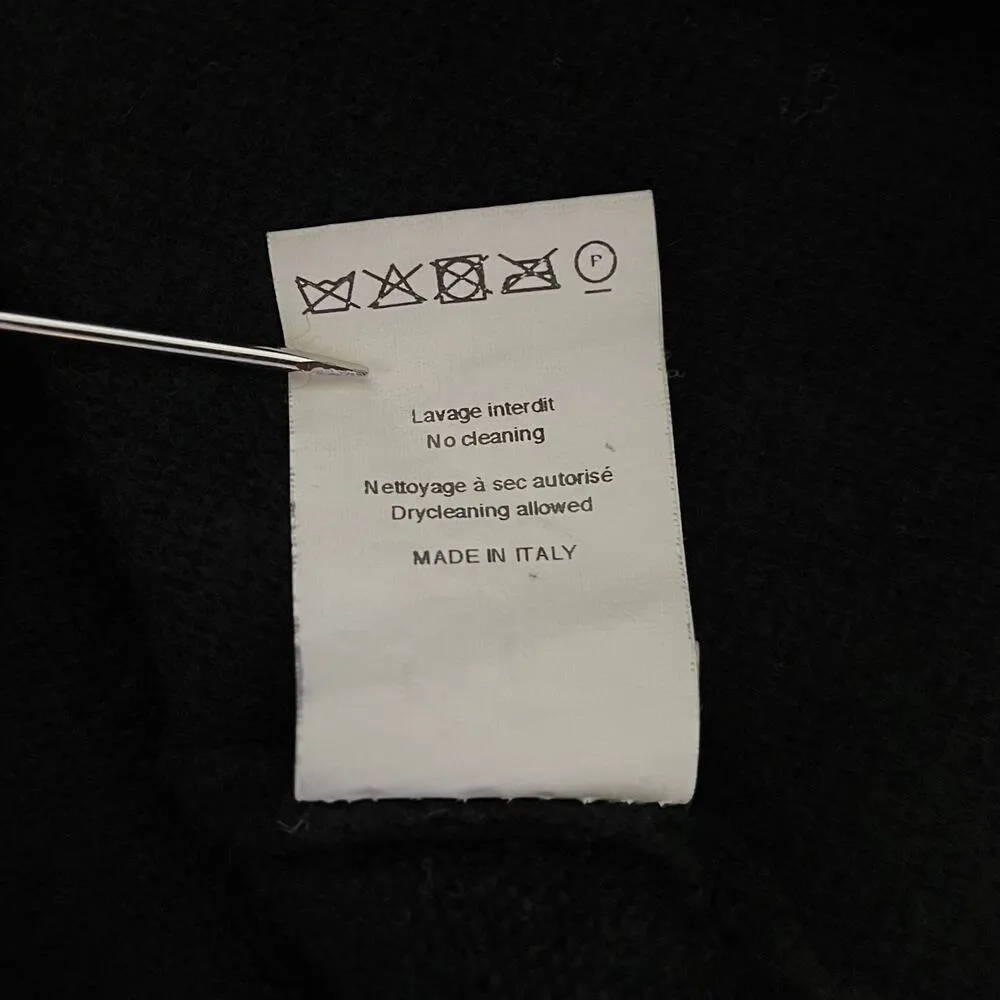 P
Lavage interdit
No cleaning
Nettoyage à sec autorisé
Drycleaning allowed
MADE IN ITALY